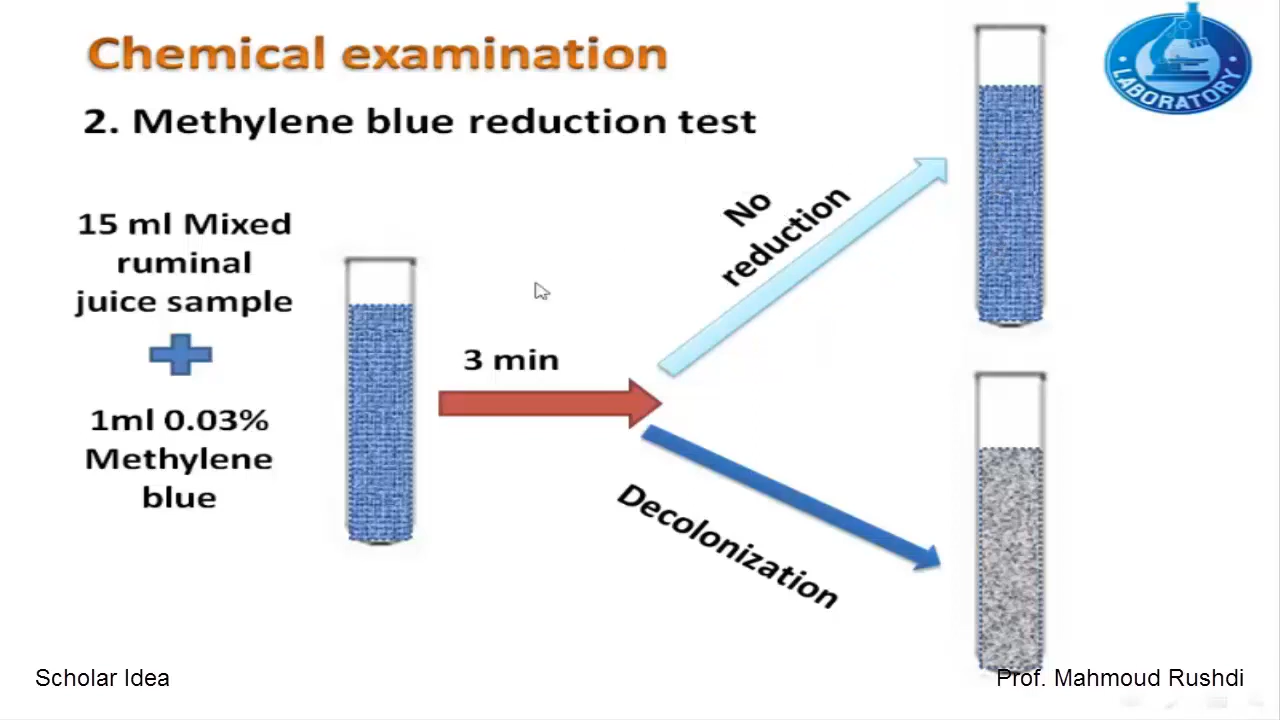 Chemical examination
2. Methylene blue reduction test
LABORATORY
15 ml Mixed
ruminal
juice sample
1ml 0.03%
Methylene
blue
3 min
No
reduction
Decolonization
Scholar Idea
Prof. Mahmoud Rushdi